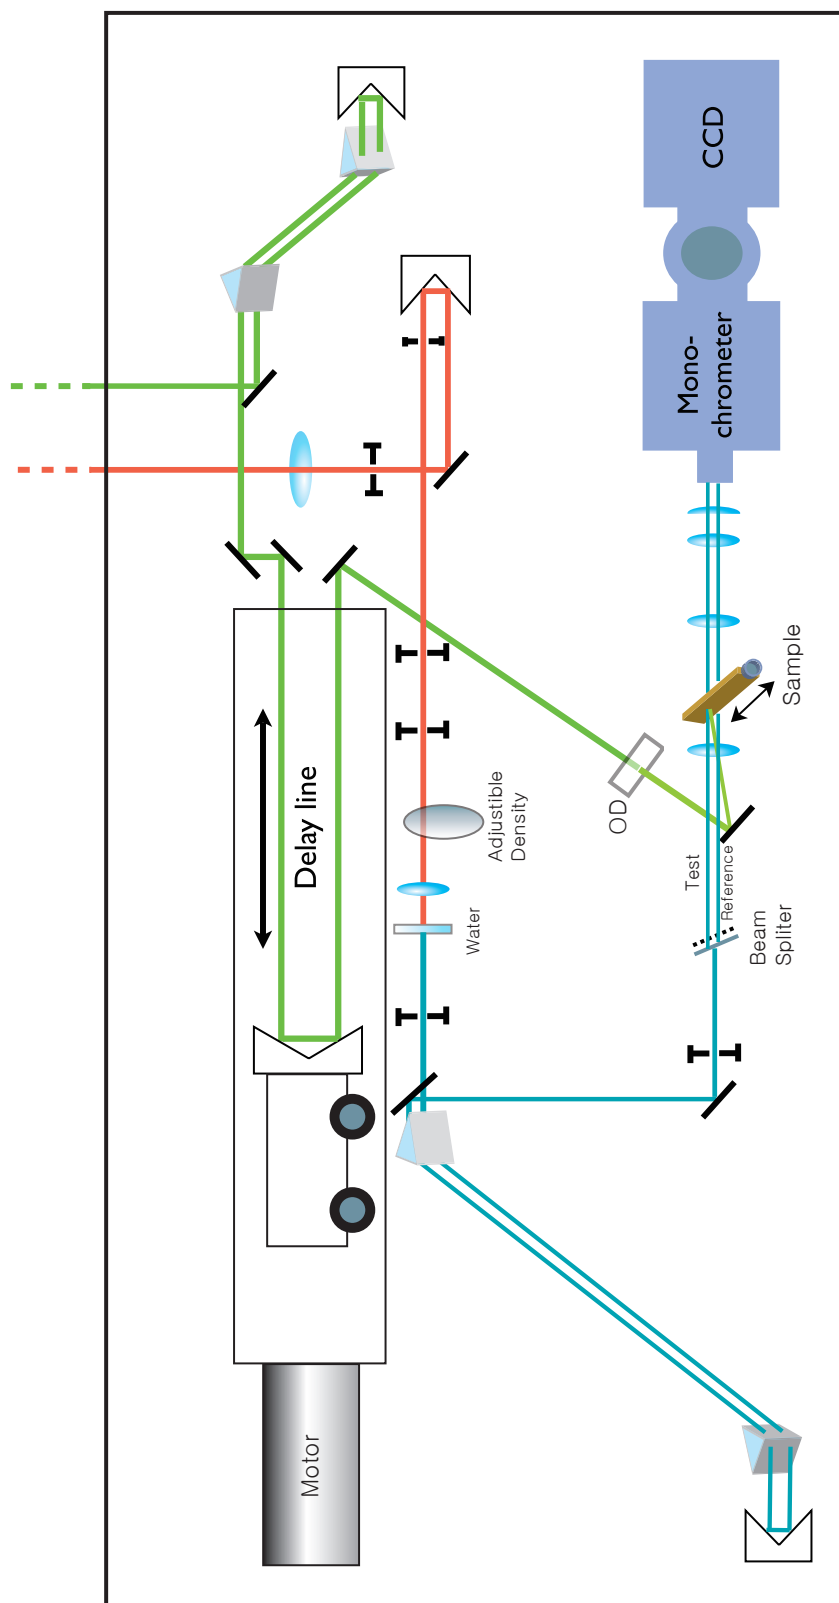 CCD
Mono-
chrometer
Sample
Delay line
Adjustible
Density
OD
Test
Reference
Water
Beam
Spliter
Motor